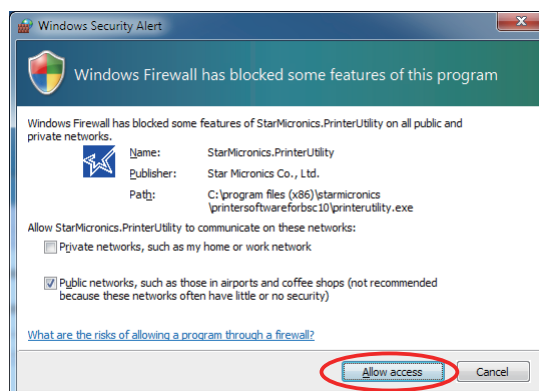 Windows Security Alert
Windows Firewall has blocked some features of this program
Windows Firewall has blocked some features of StarMicronics.PrinterUtility on all public and
private networks.
Name: StarMicronics.PrinterUtility
Publisher: Star Micronics Co., Ltd.
Path: C:\program files (x86)\starmicronics
\printersoftwareforbsc10\printerutility.exe
Allow StarMicronics.PrinterUtility to communicate on these networks:
Private networks, such as my home or work network
Public networks, such as those in airports and coffee shops (not recommended
because these networks often have little or no security)
What are the risks of allowing a program through a firewall?
Allow access Cancel